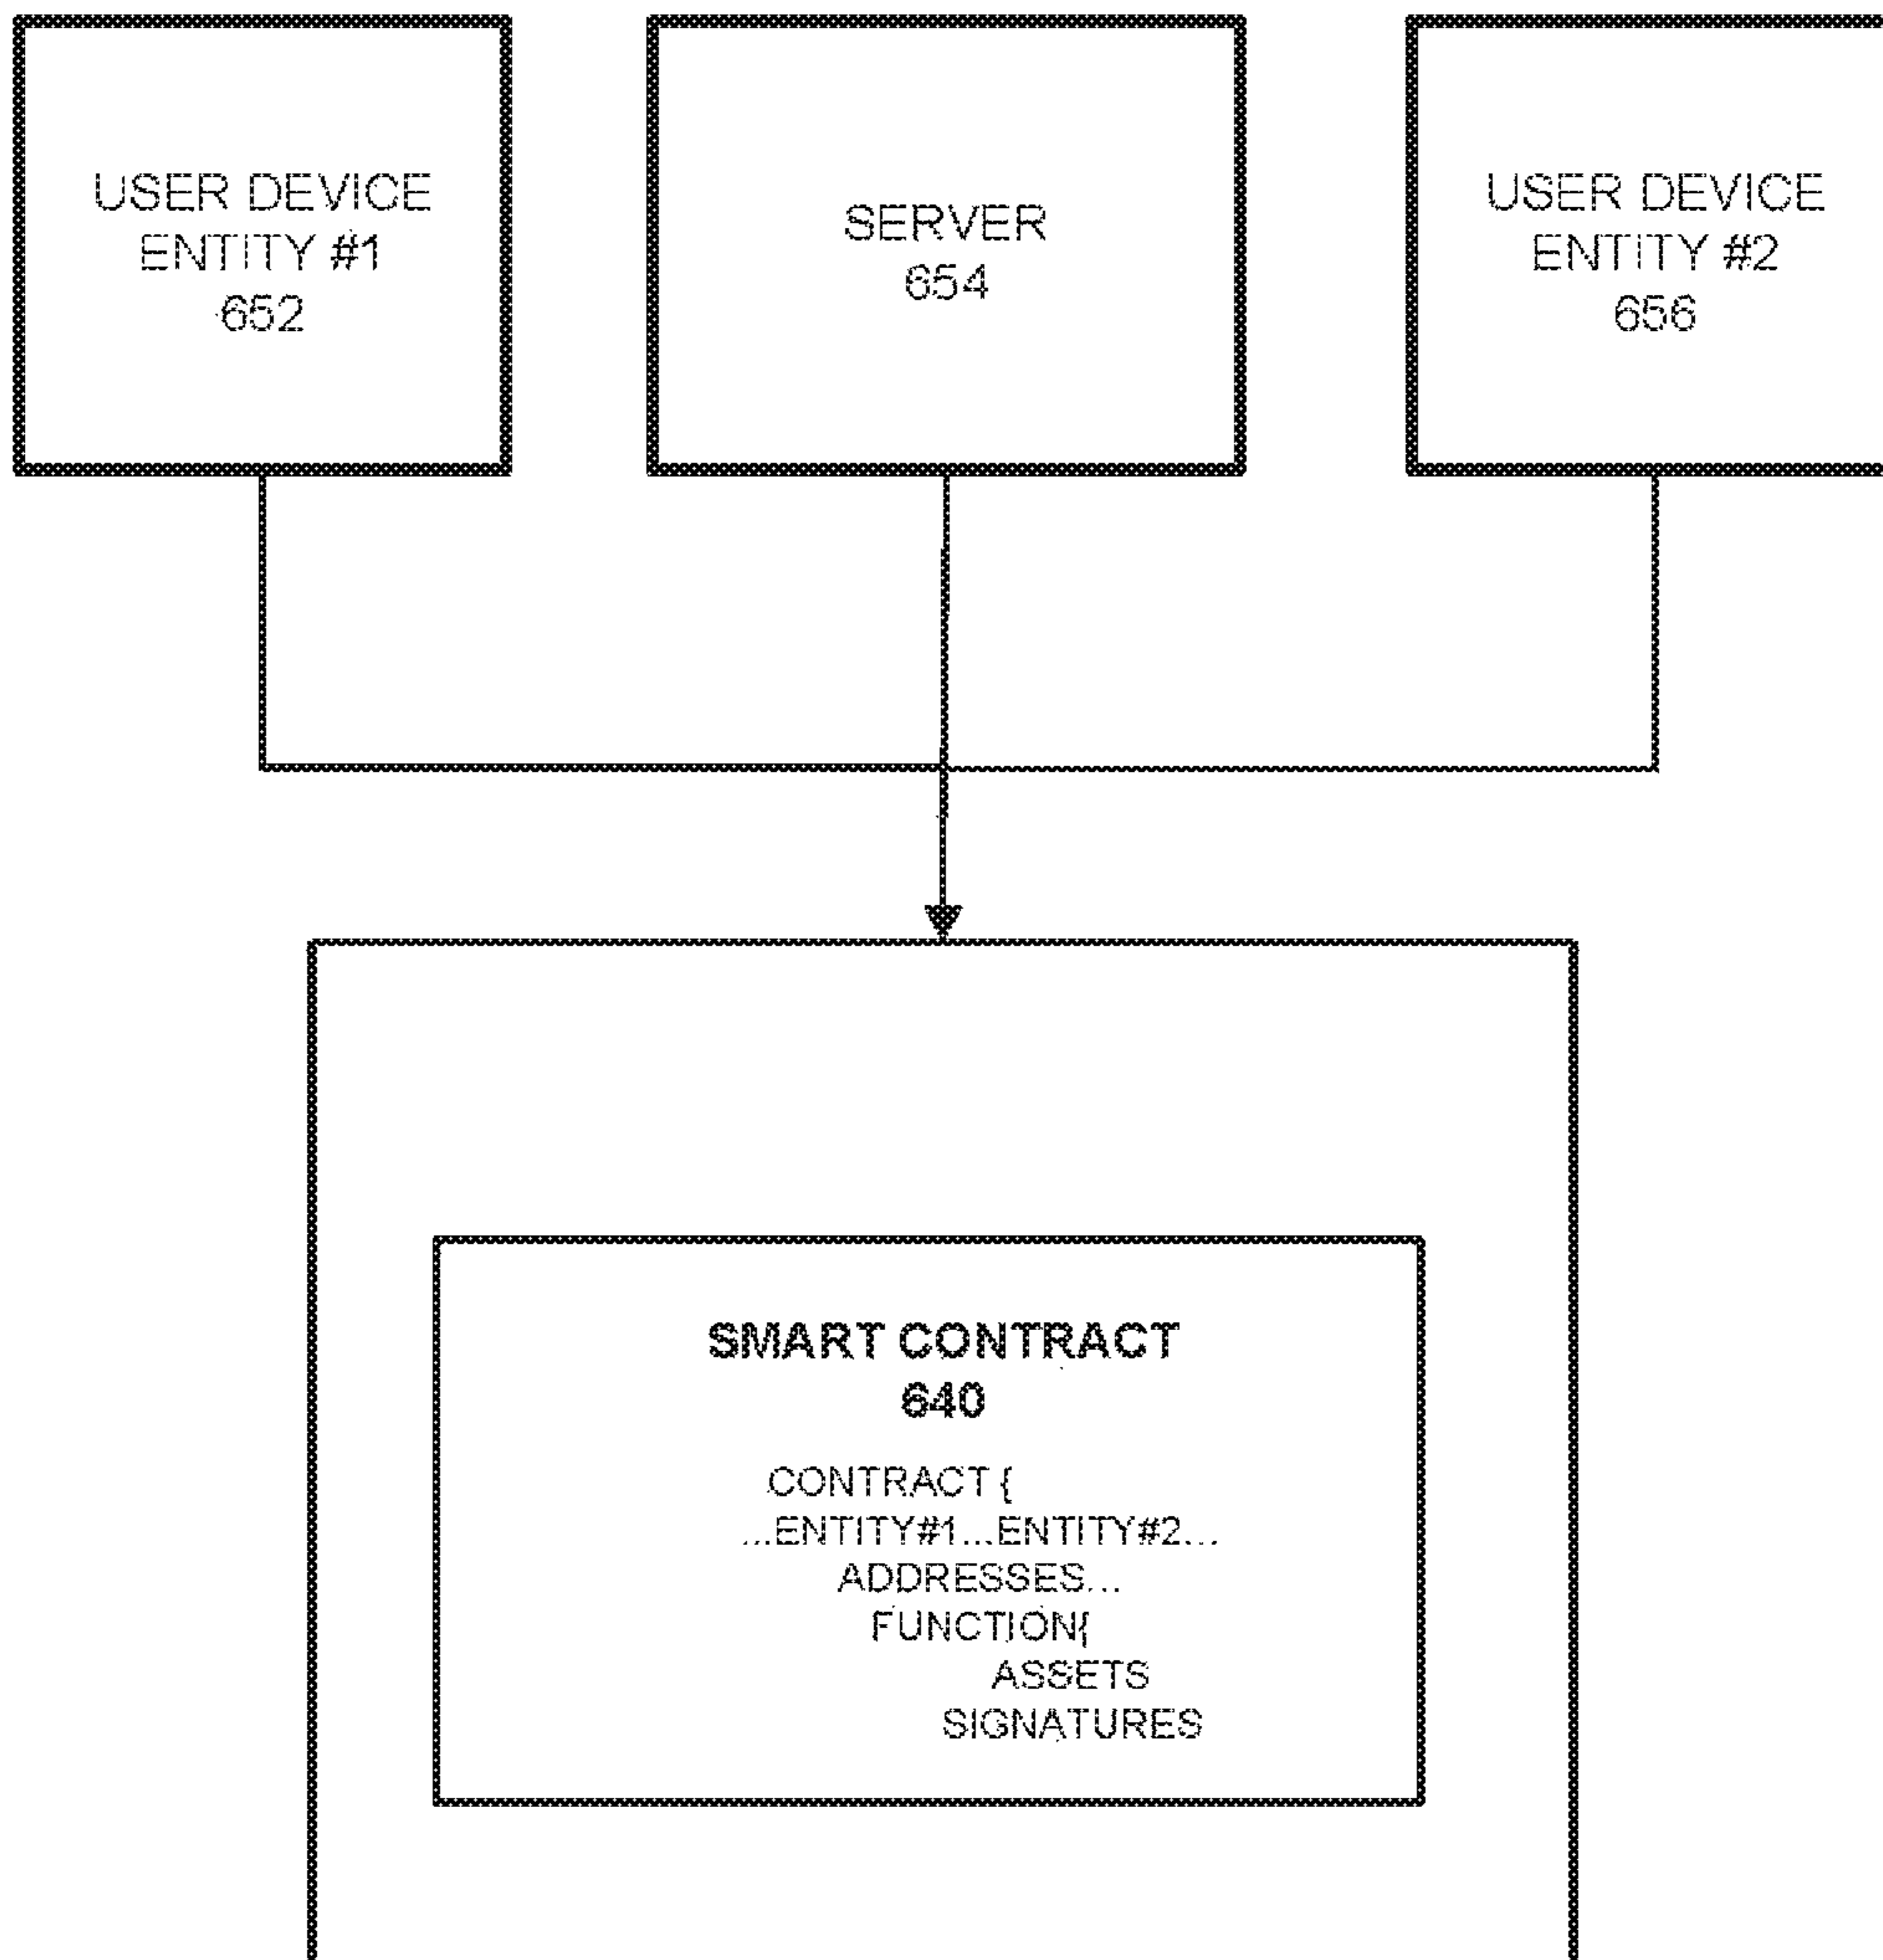 USER DEVICE
ENTITY #1
652
SERVER
654
USER DEVICE
ENTITY #2
656
SMART CONTRACT
640
CONTRACT {
...ENTITY#1...ENTITY#2...
ADDRESSES...
FUNCTION{
ASSETS
SIGNATURES